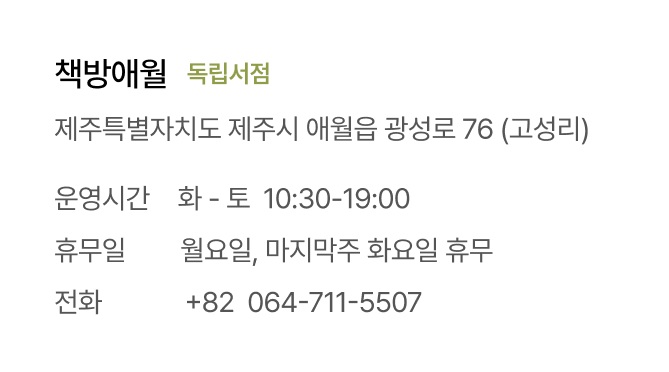 책방애월 독립서점
제주특별자치도 제주시 애월읍 광성로 76 (고성리)
운영시간 화 - 토 10:30-19:00
휴무일 월요일, 마지막주 화요일 휴무
전화 +82 064-711-5507